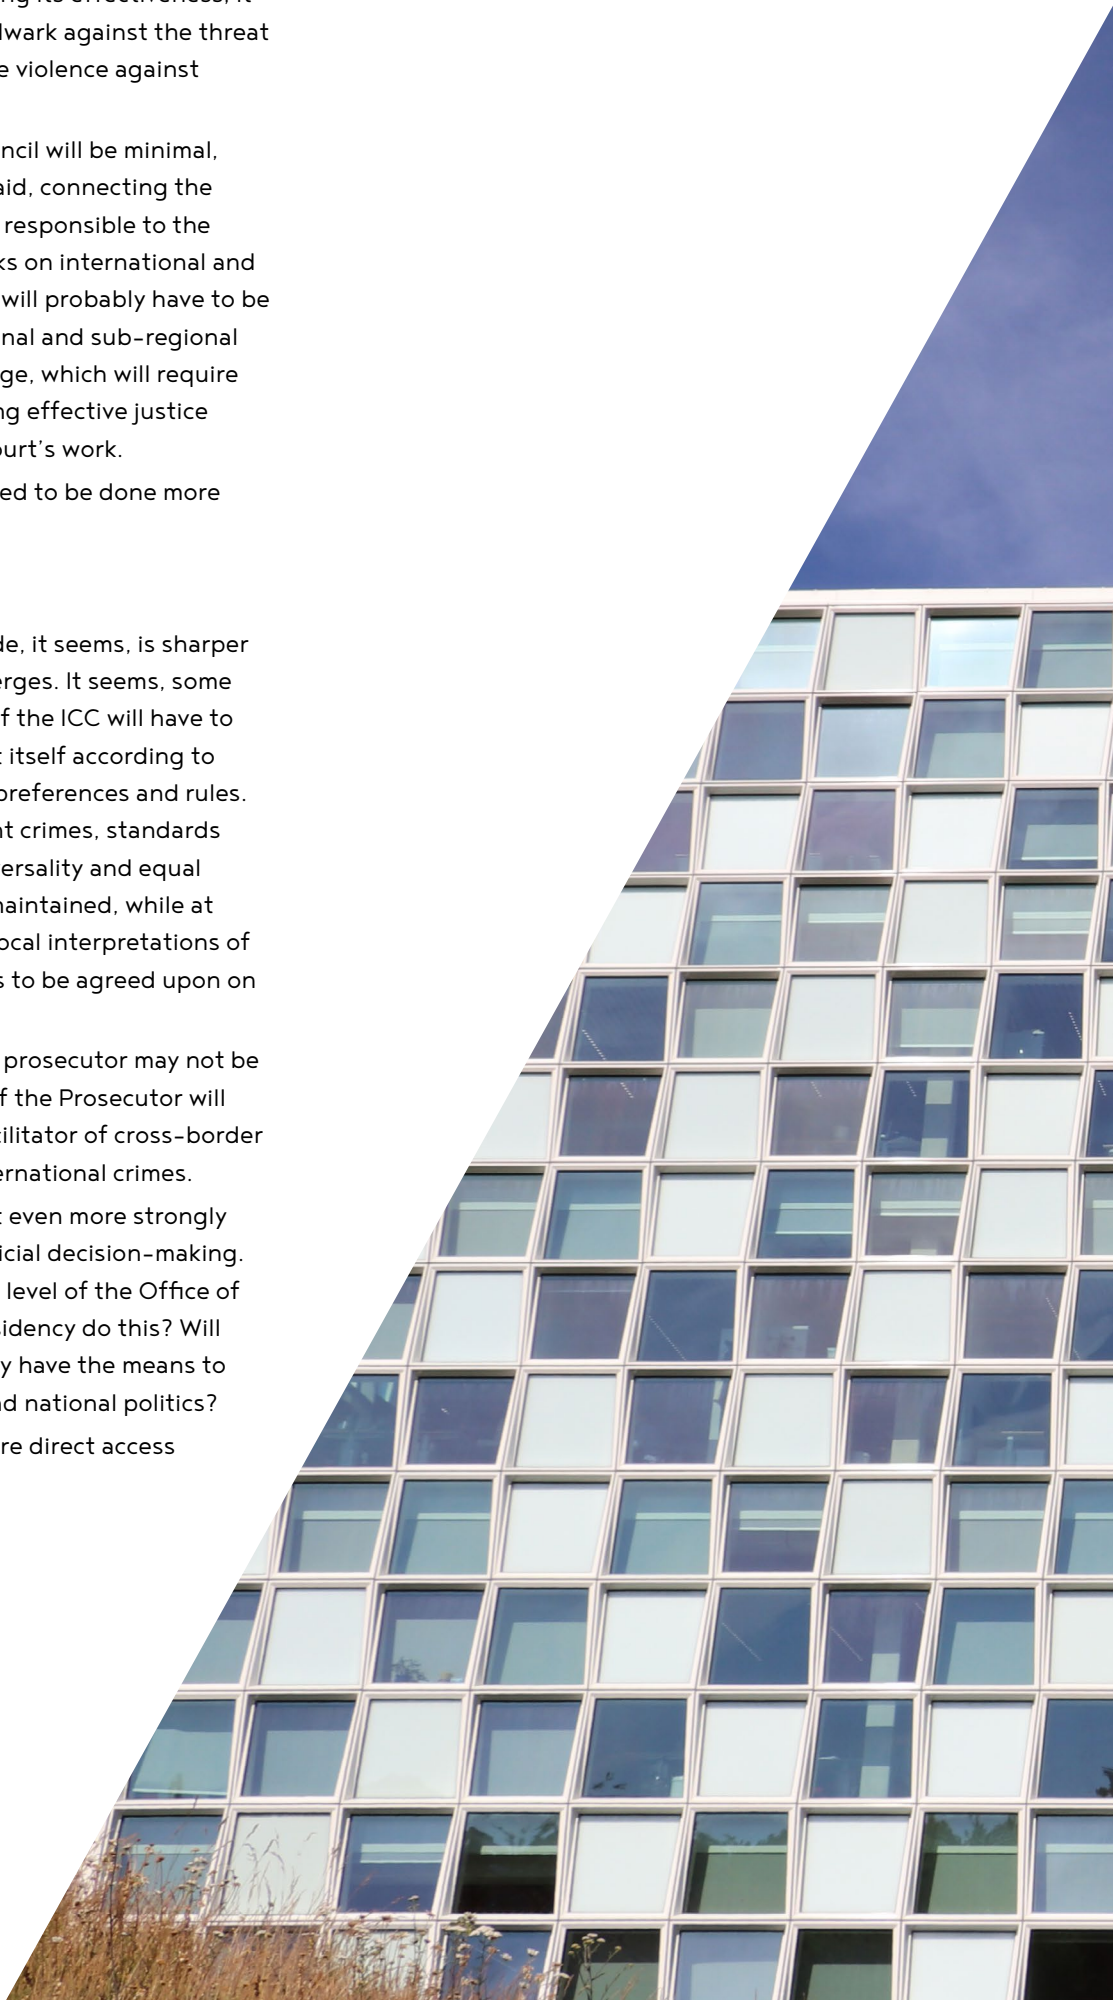 lwark against the threat
e violence against
ncil will be minimal,
aid, connecting the
responsible to the
ks on international and
will probably have to be
nal and sub-regional
ge, which will require
ng effective justice
ourt's work.
ed to be done more
de, it seems, is sharper
erges. It seems, some
f the ICC will have to
t itself according to
preferences and rules.
nt crimes, standards
ersality and equal
naintained, while at
ocal interpretations of
s to be agreed upon on
prosecutor may not be
f the Prosecutor will
cilitator of cross-border
ernational crimes.
t even more strongly
icial decision-making.
level of the Office of
sidency do this? Will
y have the means to
nd national politics?
re direct access